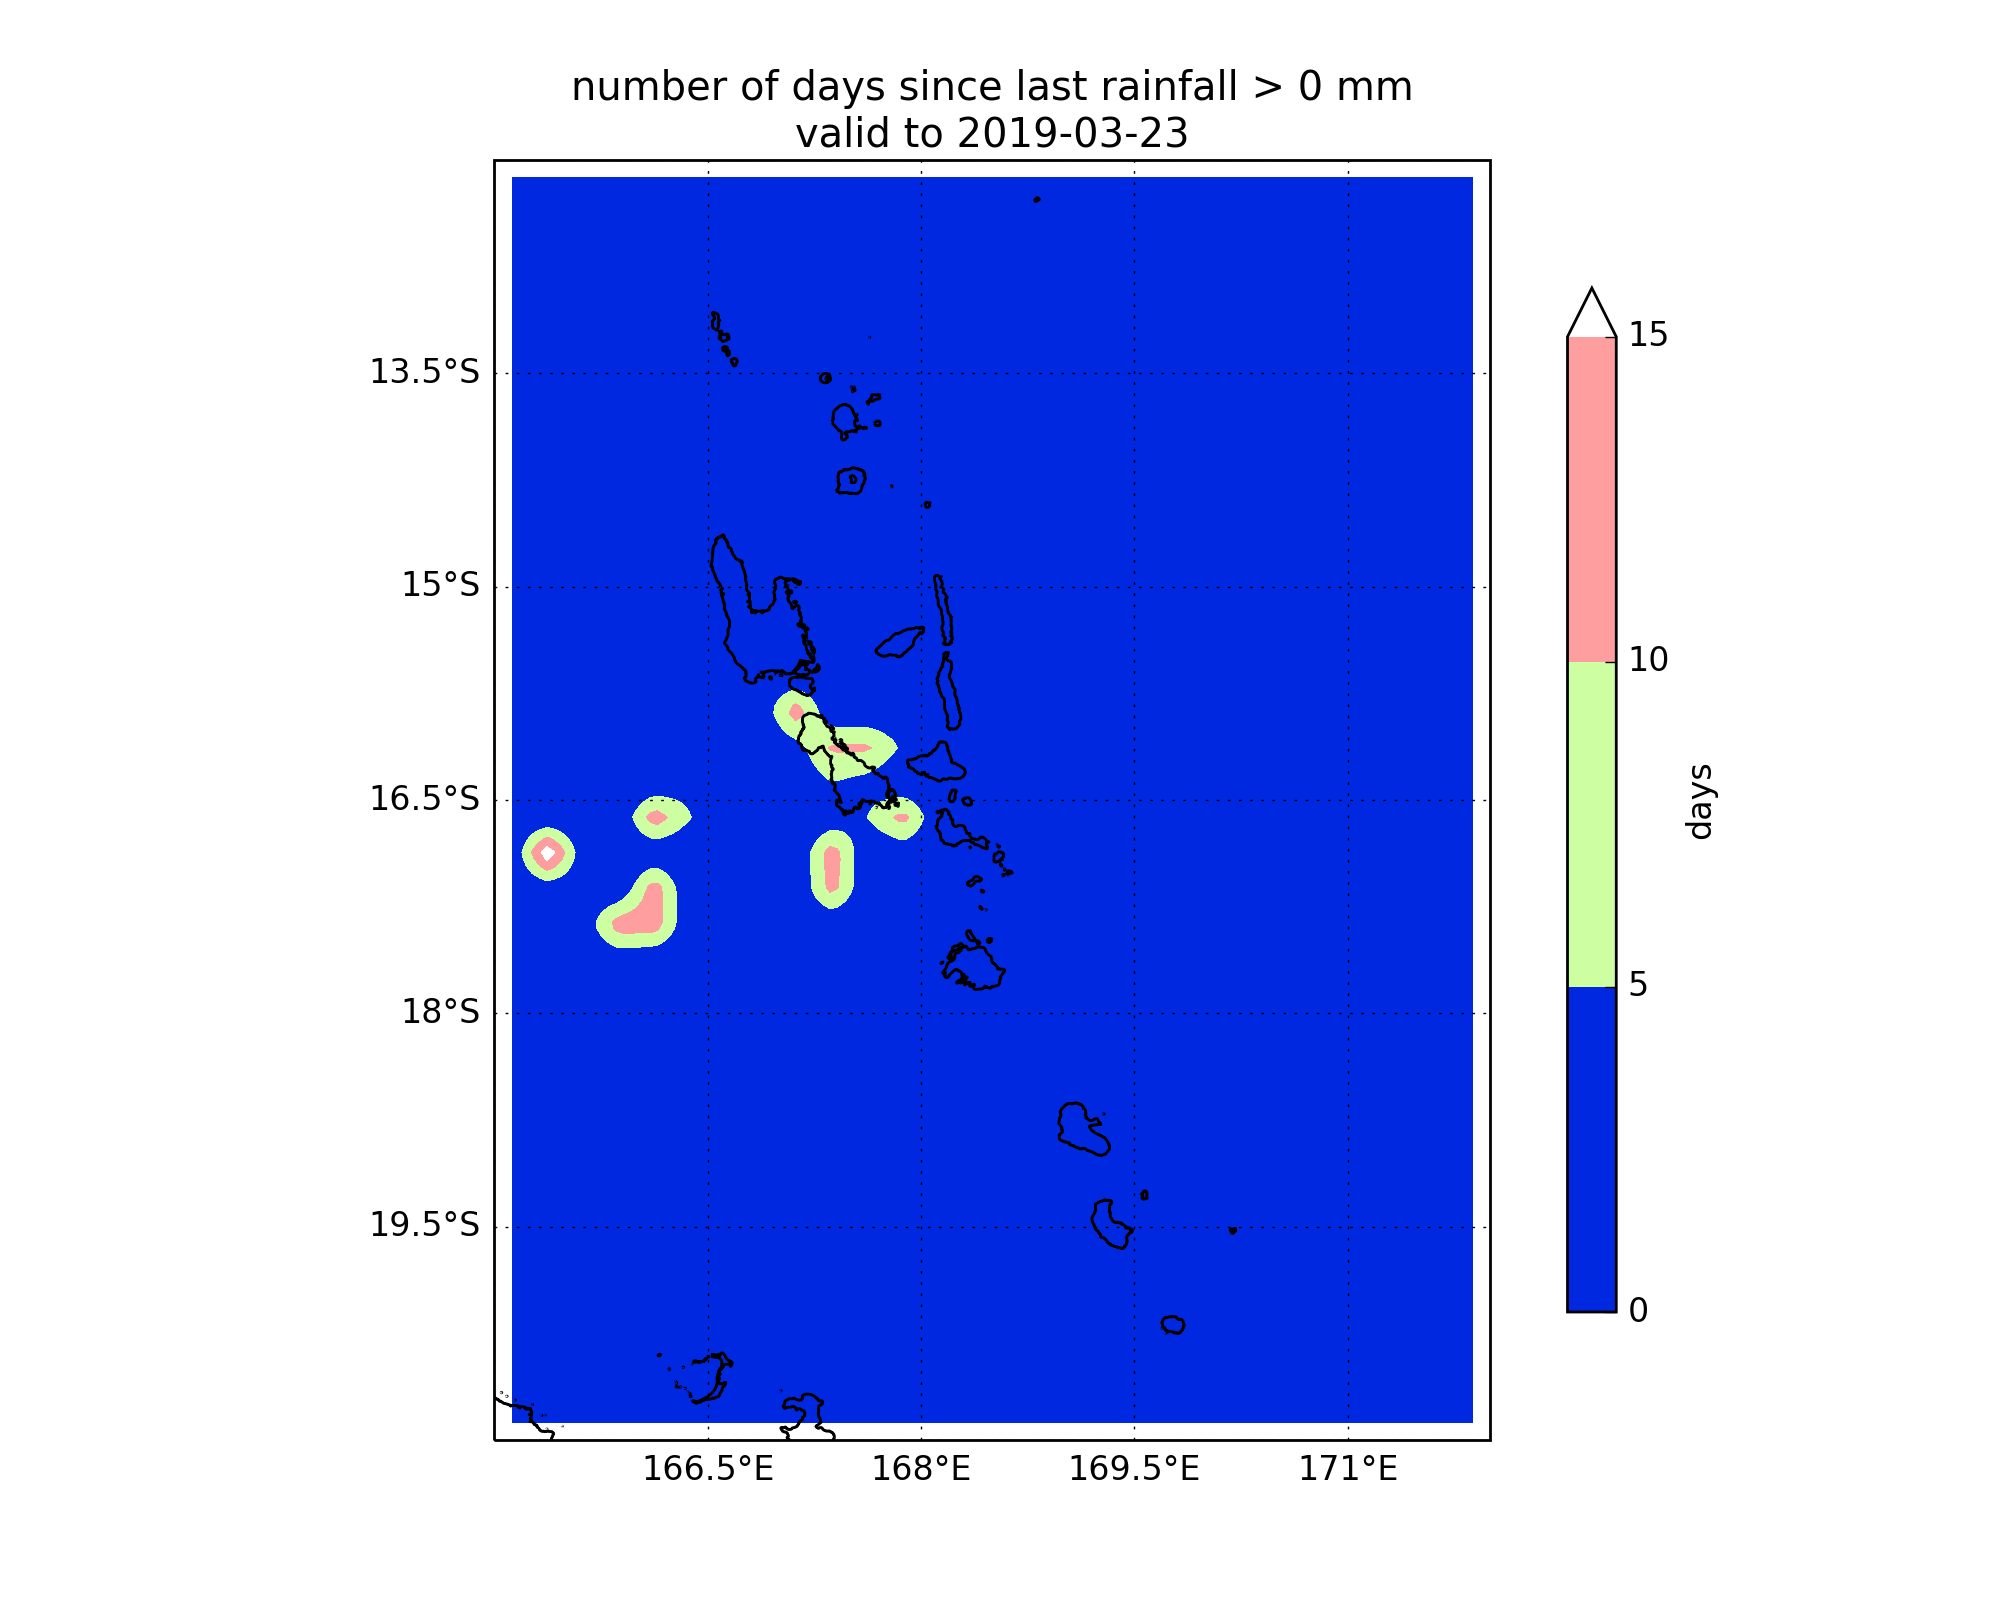 number of days since last rainfall > 0 mm
valid to 2019-03-23
13.5°S
15°S
16.5°S
18°S
19.5°S
166.5°E
168°E
169.5°E
171°E
15
10
5
0
days